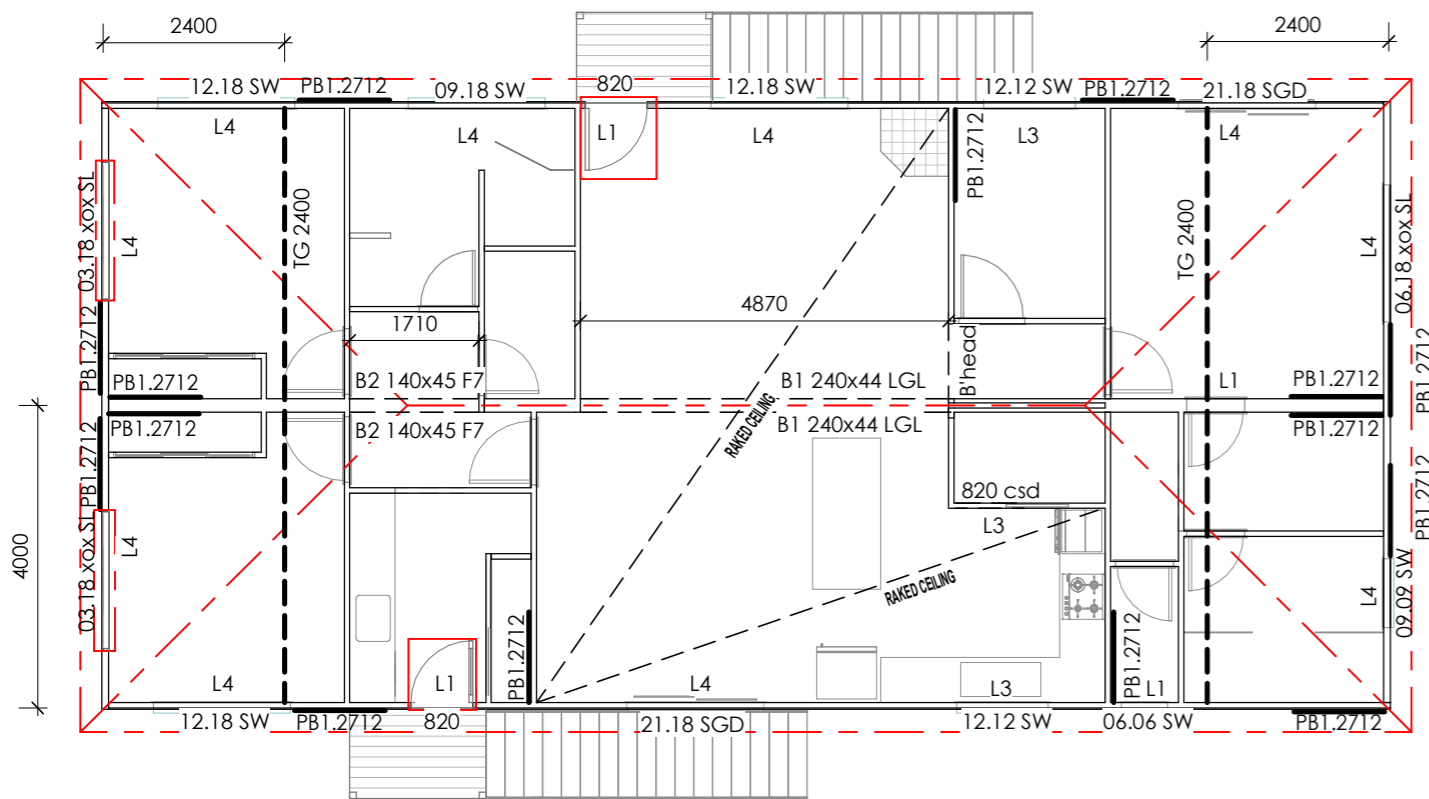 2400
2400
12.18 SW
PB1.2712
09.18 SW
820
12.18 SW
12.12 SW
PB1.2712
21.18 SGD
L4
L4
L1
L4
L3
L4
PB1.2712
03.18 xox SL
L4
TG 2400
TG 2400
L4
06.18 xox SL
1710
4870
PB1.2712
PB1.2712
PB1.2712
B2 140x45 F7
B1 240x44 LGL
B'head
L1
PB1.2712
PB1.2712
B2 140x45 F7
B1 240x44 LGL
PB1.2712
PB1.2712
RAKED CEILING
820 csd
PB1.2712
4000
03.18 xox SL
L4
L3
RAKED CEILING
L4
09.09 SW
PB1.2712
PB1.2712
L4
L1
L4
L3
L1
12.18 SW
PB1.2712
820
21.18 SGD
12.12 SW
06.06 SW
PB1.2712